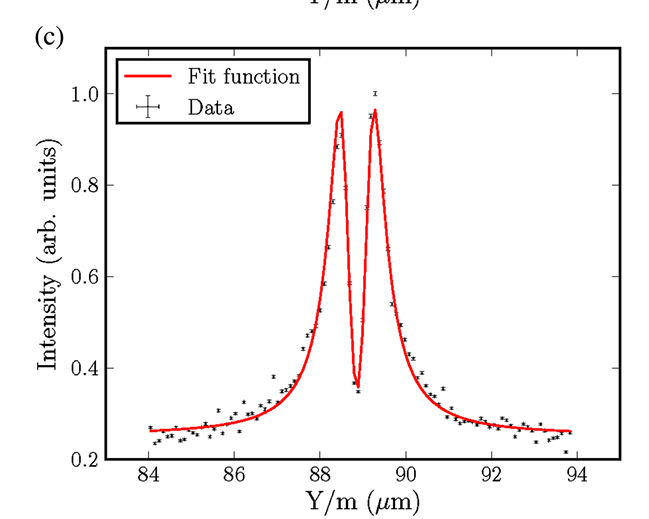 Y/m (μm)
(c)
Fit function
Data
1.0
0.8
0.6
0.4
0.2
Intensity (arb. units)
84 86 88 90 92 94
Y/m (μm)